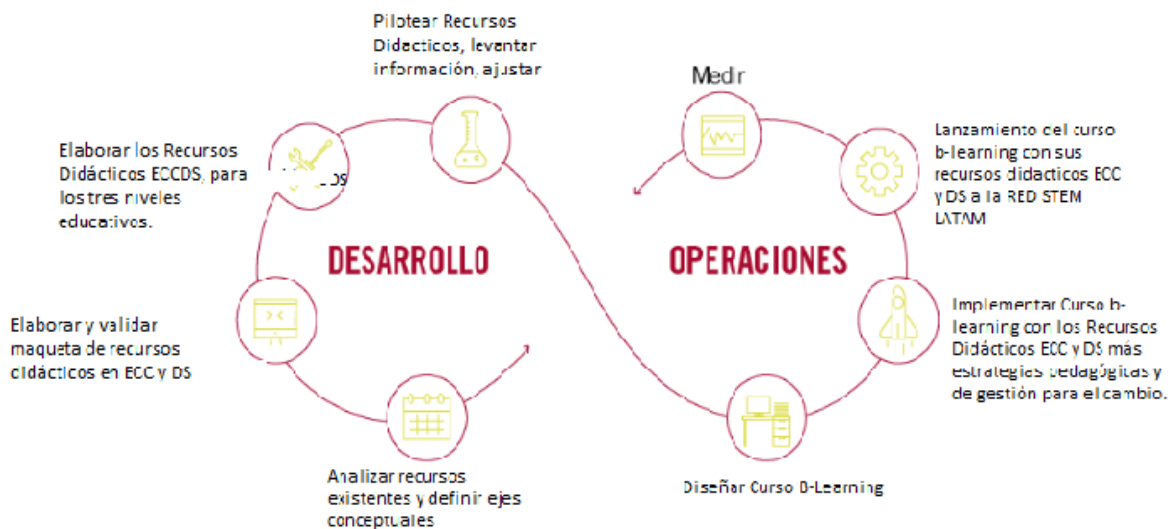 Pilotear Recursos
Didacticos, levantar
información, ajustar
Medir
Elaborar los Recursos
Didácticos ECCDS, para
los tres niveles
educativos.
DS
Lanzamiento del curso
b-learning con sus
recursos didacticos ECC
y DS a la RED STEM
LATAM
DESARROLLO
OPERACIONES
Elaborar y validar
maqueta de recursos
didácticos en ECC y DS
Implementar Curso b-
learning con los Recursos
Didácticos ECC y DS más
estrategias pedagógicas y
de gestión para el cambio.
Analizar recursos
existentes y definir ejes
conceptuales
Diseñar Curso B-Learning